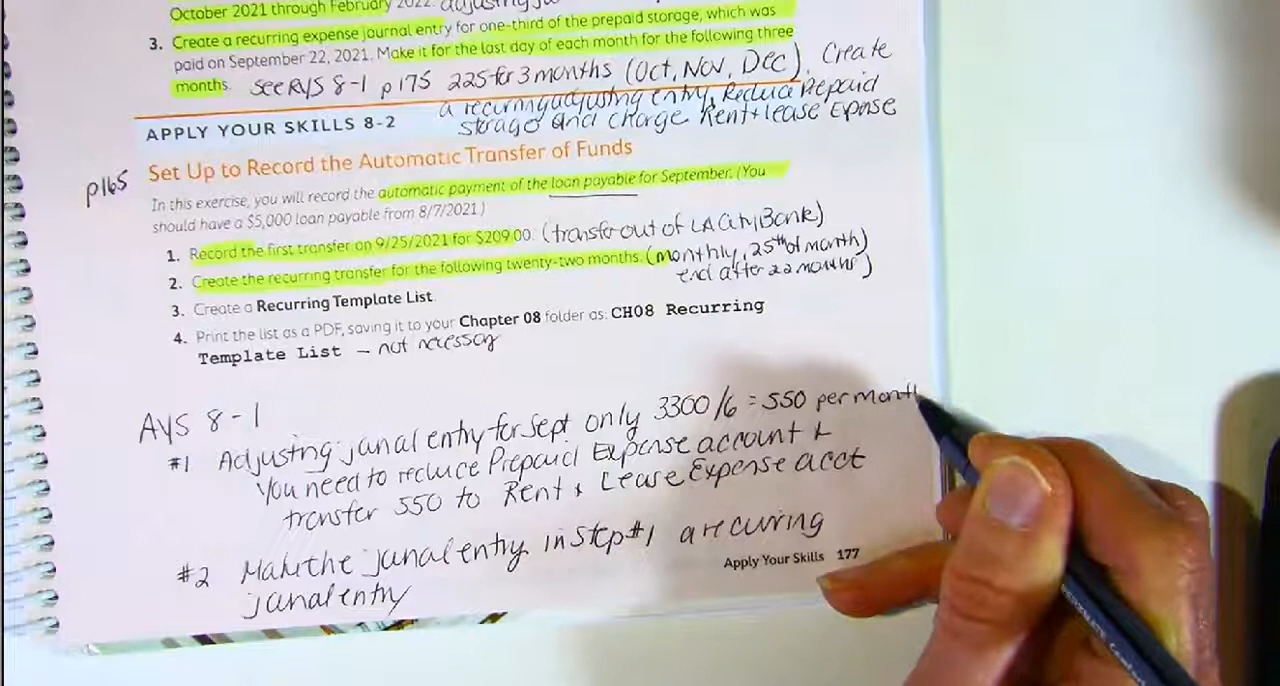 October 2021 through February 2022.
3. Create a recurring expense journal entry for one-third of the prepaid storage, which was
paid on September 22, 2021. Make it for the last day of each month for the following three
months. See AYS 8-1 p175 225 for 3 months (Oct, Nov, Dec). Create
a recurring adjusting entry, Reduce Prepaid
storage and charge Rent + lease Expense
APPLY YOUR SKILLS 8-2
p165 Set Up to Record the Automatic Transfer of Funds
In this exercise, you will record the automatic payment of the loan payable for September. (You
should have a $5,000 loan payable from 8/7/2021.)
1. Record the first transfer on 9/25/2021 for $209.00. (transfer out of LA City Bank)
2. Create the recurring transfer for the following twenty-two months. (monthly, 25th of month)
end after 22 months)
3. Create a Recurring Template List.
4. Print the list as a PDF, saving it to your Chapter 08 folder as: CH08 Recurring
Template List - not necessary
AYS 8-1
#1 Adjusting janal entry for Sept only 3300/6 = 550 per month
You need to reduce Prepaid Expense account &
transfer 550 to Rent & Lease Expense acct
#2 Make the janal entry in step #1 a recuring
janal entry
Apply Your Skills 177